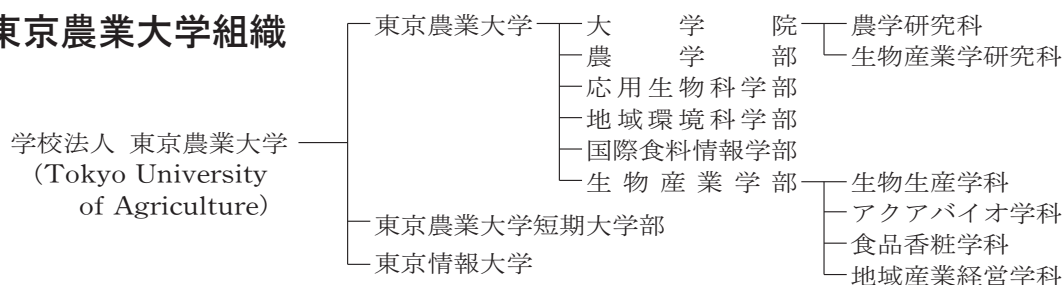 東京農業大学組織
学校法人 東京農業大学
(Tokyo University
of Agriculture)
東京農業大学
大学院
農学研究科
生物産業学研究科
農学部
応用生物科学部
地域環境科学部
国際食料情報学部
生物産業学部
生物生産学科
アクアバイオ学科
食品香粧学科
地域産業経営学科
東京農業大学短期大学部
東京情報大学